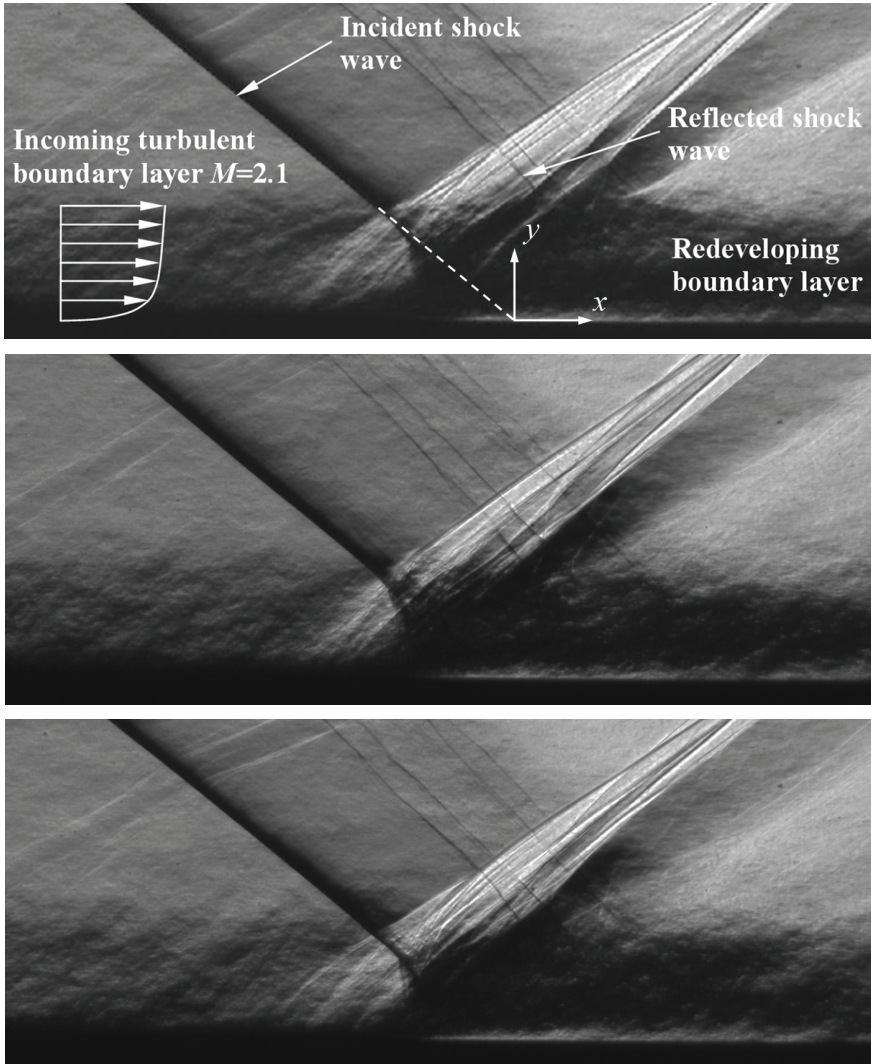 Incident shock
wave
Incoming turbulent
boundary layer M=2.1
Reflected shock
wave
y
Redeveloping
boundary layer
x